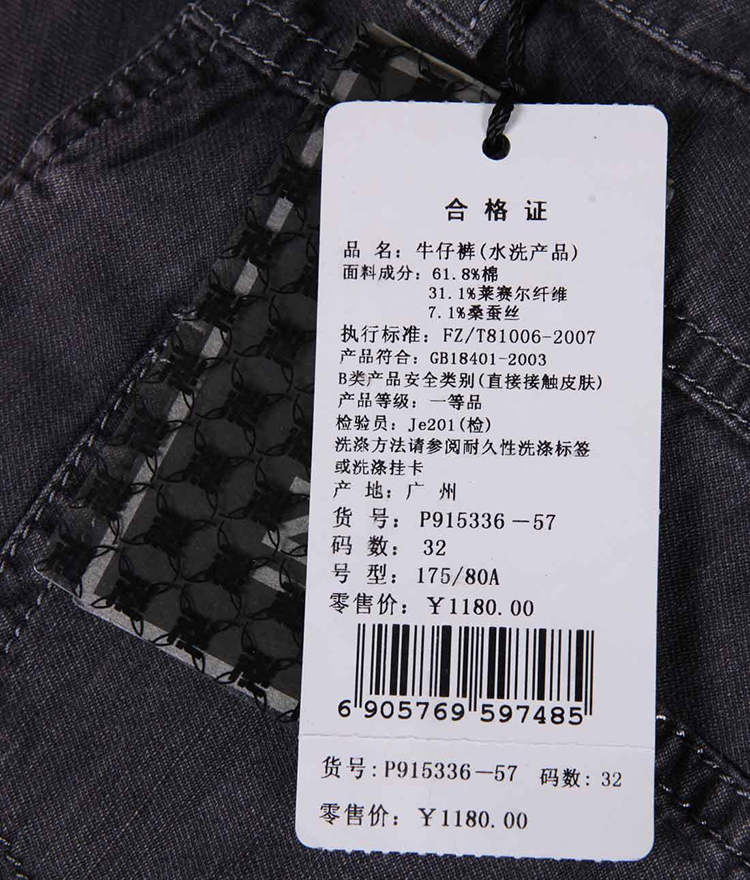 合格证
品 名：牛仔裤(水洗产品)
面料成分：61.8%棉
31.1%莱赛尔纤维
7.1%桑蚕丝
执行标准：FZ/T81006-2007
产品符合：GB18401-2003
B类产品安全类别(直接接触皮肤)
产品等级：一等品
检验员：Je201(检)
洗涤方法请参阅耐久性洗涤标签
或洗涤挂卡
产 地：广 州
货 号：P915336－57
码 数：32
号 型：175/80A
零售价：￥1180.00
6 905769 597485
货号:P915336－57 码数：32
零售价：￥1180.00